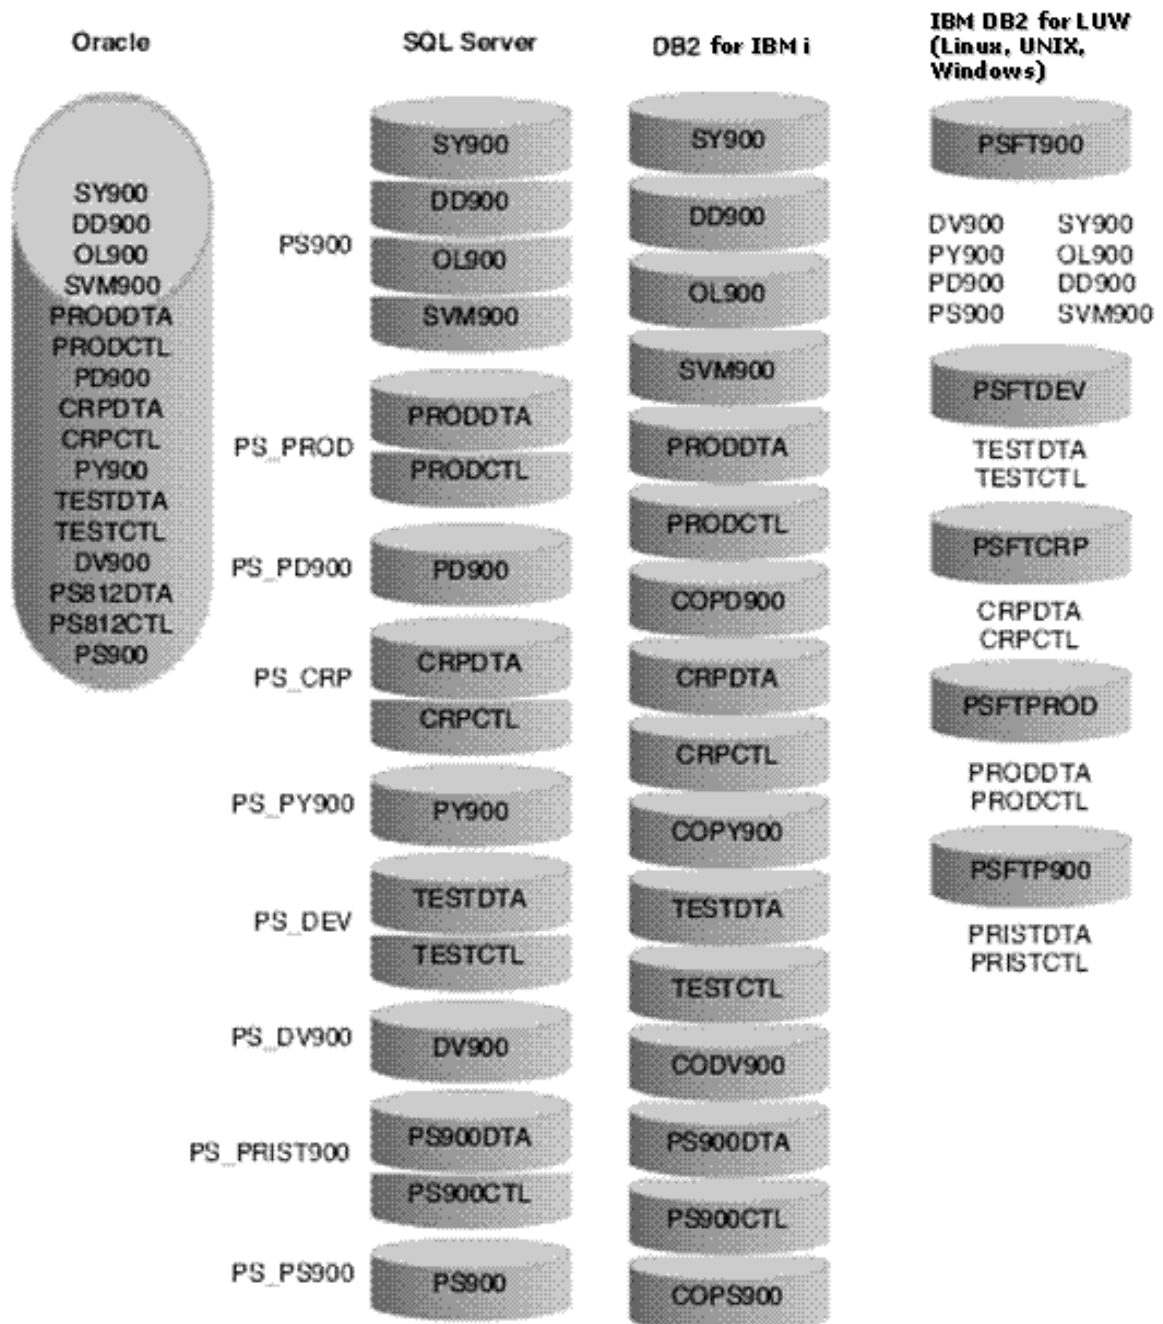 Oracle
SY900
DD900
OL900
SVM900
PRODDTA
PRODCTL
PD900
CRPDTA
CRPCTL
PY900
TESTDTA
TESTCTL
DV900
PS812DTA
PS812CTL
PS900
SQL Server
PS900
SY900
DD900
OL900
SVM900
PS_PROD
PRODDTA
PRODCTL
PS_PD900
PD900
PS_CRP
CRPDTA
CRPCTL
PS_PY900
PY900
PS_DEV
TESTDTA
TESTCTL
PS_DV900
DV900
PS_PRIST900
PS900DTA
PS900CTL
PS_PS900
PS900
DB2 for IBM i
SY900
DD900
OL900
SVM900
PRODDTA
PRODCTL
COPD900
CRPDTA
CRPCTL
COPY900
TESTDTA
TESTCTL
CODV900
PS900DTA
PS900CTL
COPS900
IBM DB2 for LUW
(Linux, UNIX,
Windows)
PSFT900
DV900 SY900
PY900 OL900
PD900 DD900
PS900 SVM900
PSFTDEV
TESTDTA
TESTCTL
PSFTCRP
CRPDTA
CRPCTL
PSFTPROD
PRODDTA
PRODCTL
PSFTP900
PRISTDTA
PRISTCTL